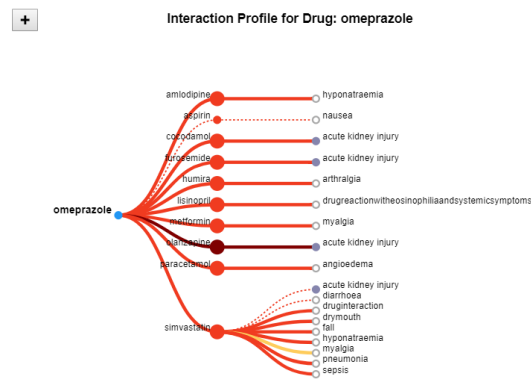 +
Interaction Profile for Drug: omeprazole
amlodipine
hyponatraemia
aspirin
nausea
cocodamol
acute kidney injury
furosemide
acute kidney injury
humira
arthralgia
lisinopril
drugreactionwitheosinophiliaandsystemicsymptoms
omeprazole
metformin
myalgia
olanzapine
acute kidney injury
paracetamol
angioedema
acute kidney injury
diarrhoea
druginteraction
drymouth
simvastatin
fall
hyponatraemia
myalgia
pneumonia
sepsis